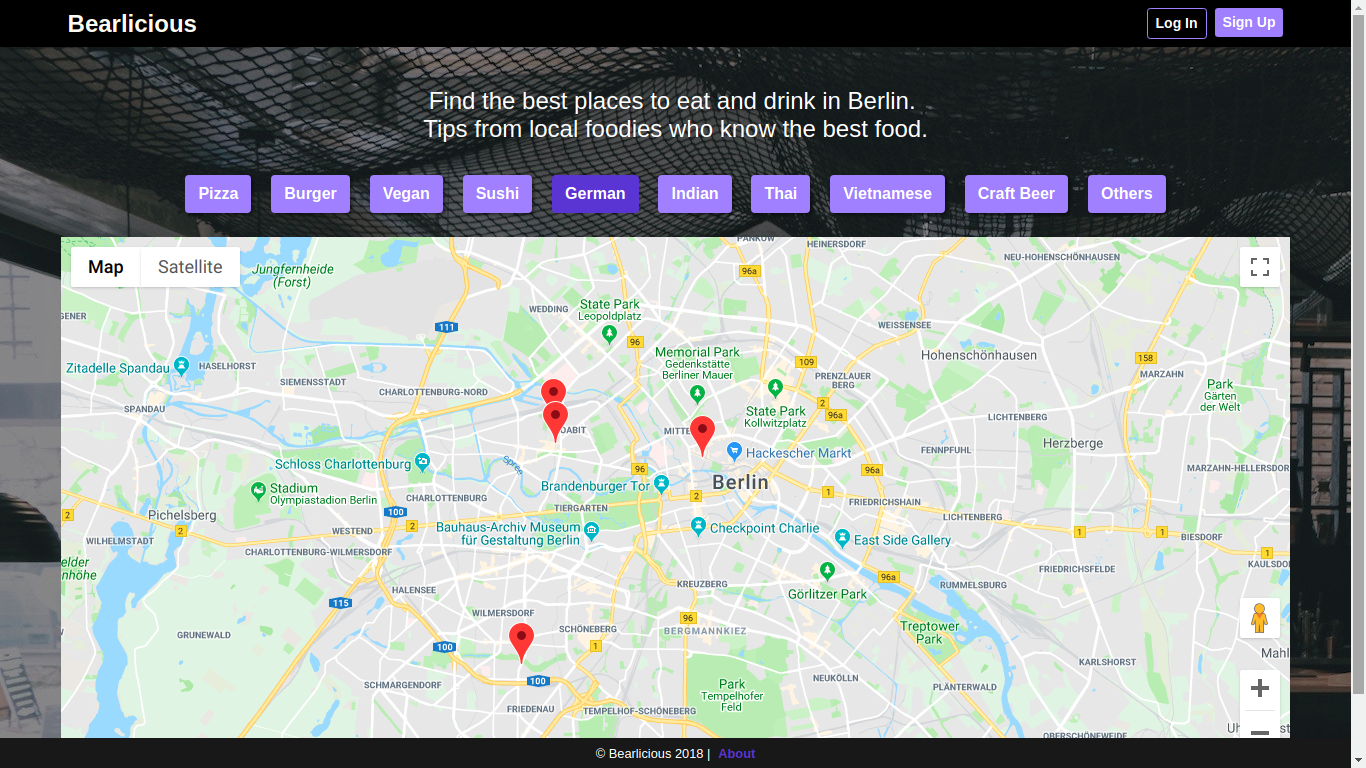 Bearlicious
Log In
Sign Up
Find the best places to eat and drink in Berlin.
Tips from local foodies who know the best food.
Pizza
Burger
Vegan
Sushi
German
Indian
Thai
Vietnamese
Craft Beer
Others
Map
Satellite
PANKOW
HEINERSDORF
NEU-HOHENSCHÖNHAUSEN
Jungfernheide
(Forst)
96a
State Park
Leopoldplatz
WEDDING
111
WEISSENSEE
96
Memorial Park
Gedenkstätte
Berliner Mauer
Hohenschönhausen
158
109
Zitadelle Spandau
HASELHORST
SIEMENSSTADT
CHARLOTTENBURG-NORD
PRENZLAUER
BERG
MARZAHN
Park
Gärten
der Welt
SPANDAU
2
State Park
Kollwitzplatz
96a
LICHTENBERG
Herzberge
Hackescher Markt
FENNPFUHL
Schloss Charlottenburg
Spree
96
96a
MARZAHN-HELLERSDORF
Brandenburger Tor
Berlin
Stadium
Olympiastadion Berlin
CHARLOTTENBURG
2
1
FRIEDRICHSHAIN
TIERGARTEN
100
2
Pichelsberg
LICHTENBERG
WESTEND
2
2
Bauhaus-Archiv Museum
für Gestaltung Berlin
Checkpoint Charlie
East Side Gallery
1
1
BIESDORF
WILHELMSTADT
CHARLOTTENBURG-WILMERSDORF
1
FRIEDRICHSFELDE
96a
KREUZBERG
RUMMELSBURG
HALENSEE
Görlitzer Park
115
WILMERSDORF
96
SCHÖNEBERG
BERGMANNKIEZ
Treptower
Park
GRUNEWALD
100
1
KARLSHORST
100
SCHMARGENDORF
Park
Tempelhofer
Feld
NEUKÖLLN
PLÄNTERWALD
FRIEDENAU
TEMPELHOF-SCHÖNEBERG
OBERSCHÖNEWEIDE
© Bearlicious 2018 | About